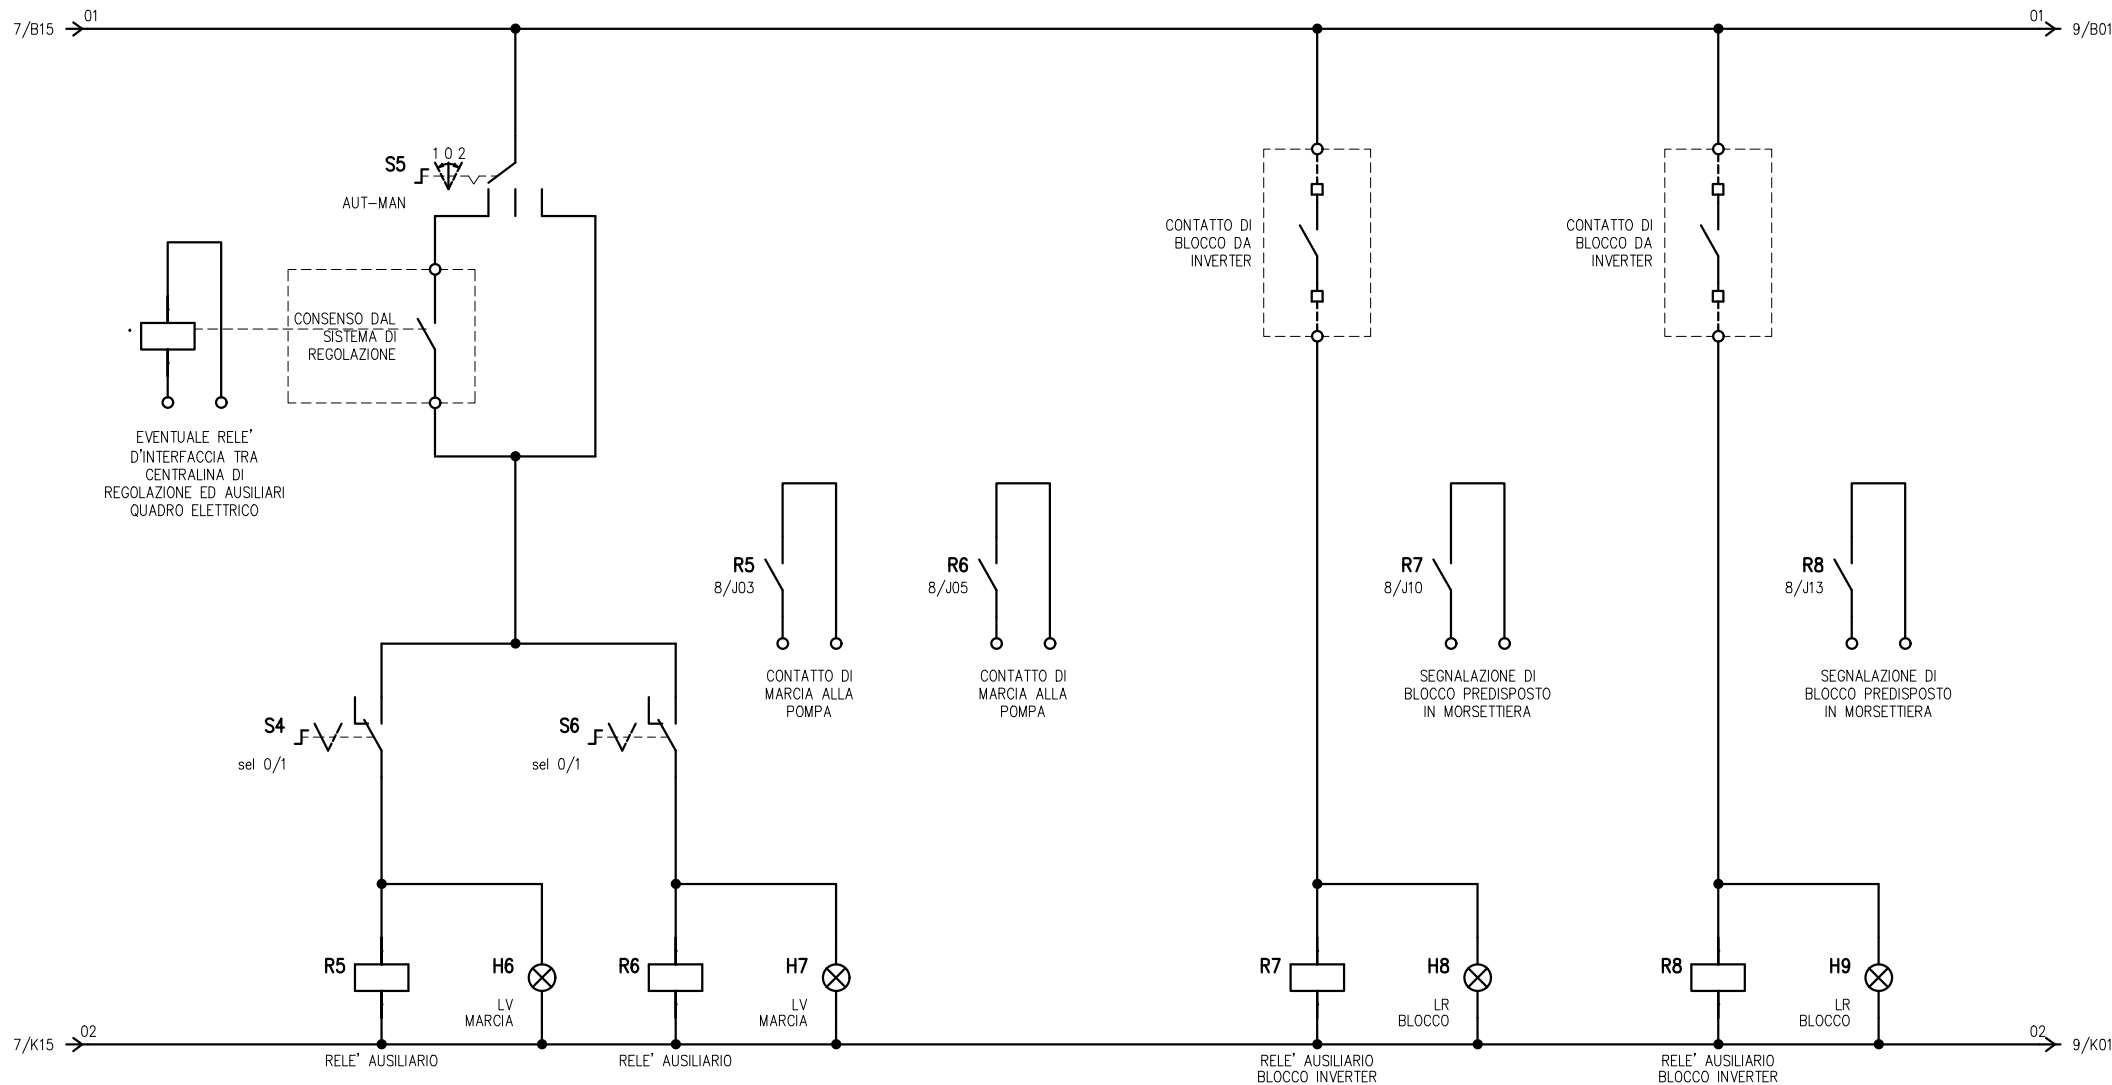 01
01
7/B15
9/B01
1 0 2
S5
AUT-MAN
CONTATTO DI
BLOCCO DA
INVERTER
CONTATTO DI
BLOCCO DA
INVERTER
CONSENSO DAL
SISTEMA DI
REGOLAZIONE
EVENTUALE RELE'
D'INTERFACCIA TRA
CENTRALINA DI
REGOLAZIONE ED AUSILIARI
QUADRO ELETTRICO
R5
8/J03
R6
8/J05
R7
8/J10
R8
8/J13
CONTATTO DI
MARCIA ALLA
POMPA
CONTATTO DI
MARCIA ALLA
POMPA
SEGNALAZIONE DI
BLOCCO PREDISPOSTO
IN MORSETTIERA
SEGNALAZIONE DI
BLOCCO PREDISPOSTO
IN MORSETTIERA
S4
sel 0/1
S6
sel 0/1
R5
H6
LV
MARCIA
R6
H7
LV
MARCIA
R7
H8
LR
BLOCCO
R8
H9
LR
BLOCCO
02
02
7/K15
9/K01
RELE' AUSILIARIO
RELE' AUSILIARIO
RELE' AUSILIARIO
BLOCCO INVERTER
RELE' AUSILIARIO
BLOCCO INVERTER